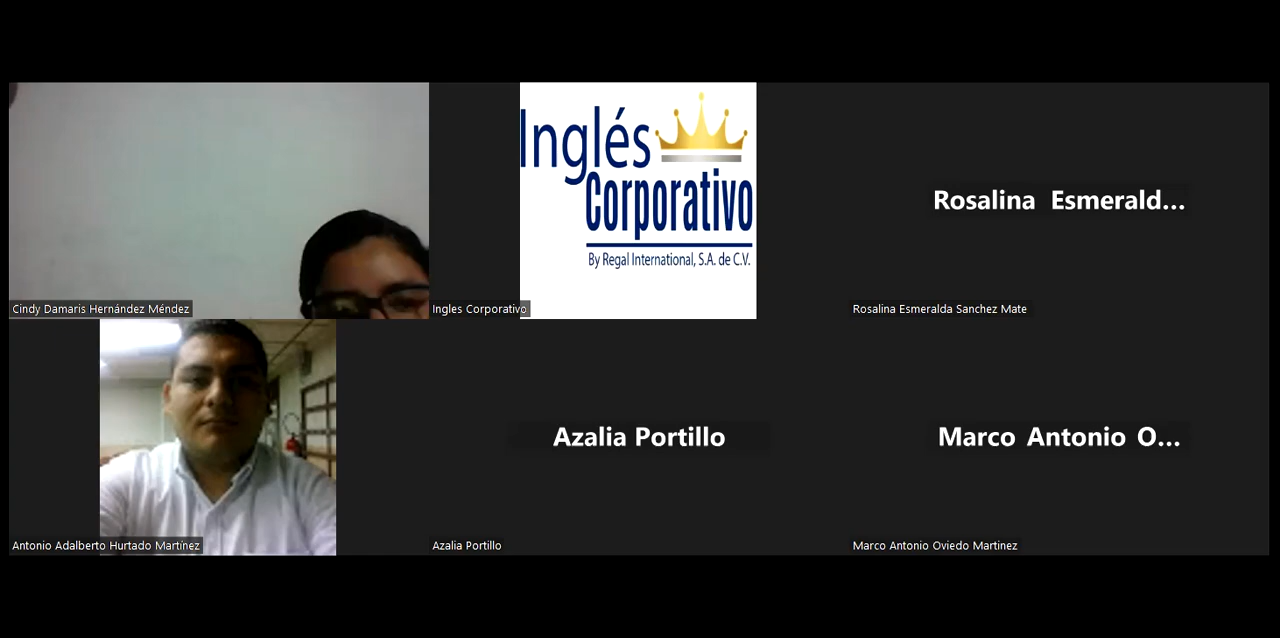 Inglés
Corporativo
By Regal International, S.A. de C.V.
Rosalina Esmerald...
Cindy Damaris Hernández Méndez
Ingles Corporativo
Rosalina Esmeralda Sanchez Mate
Azalia Portillo
Marco Antonio O...
Antonio Adalberto Hurtado Martínez
Azalia Portillo
Marco Antonio Oviedo Martinez